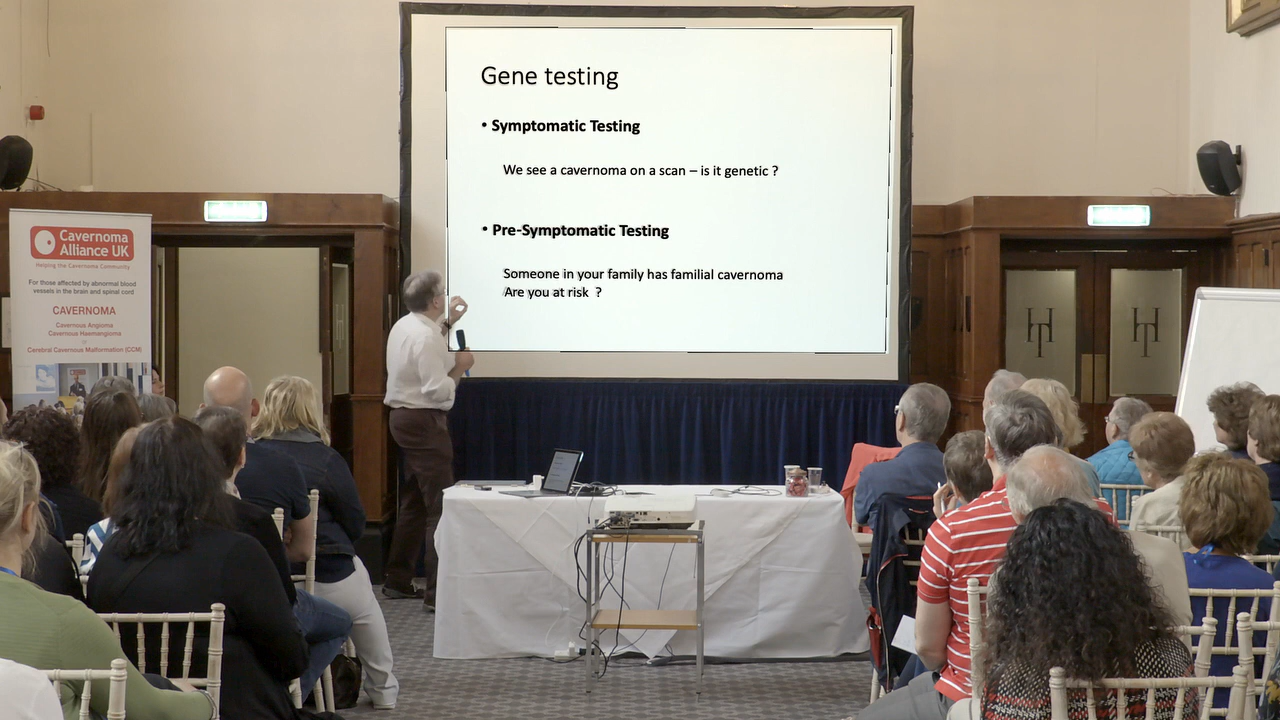 Gene testing
• Symptomatic Testing
We see a cavernoma on a scan – is it genetic ?
• Pre-Symptomatic Testing
Someone in your family has familial cavernoma
Are you at risk ?
Cavernoma
Alliance UK
Helping the Cavernoma Community
For those affected by abnormal blood
vessels in the brain and spinal cord
CAVERNOMA
Cavernous Angioma
Cavernous Haemangioma
Cerebral Cavernous Malformation (CCM)
HT
HT